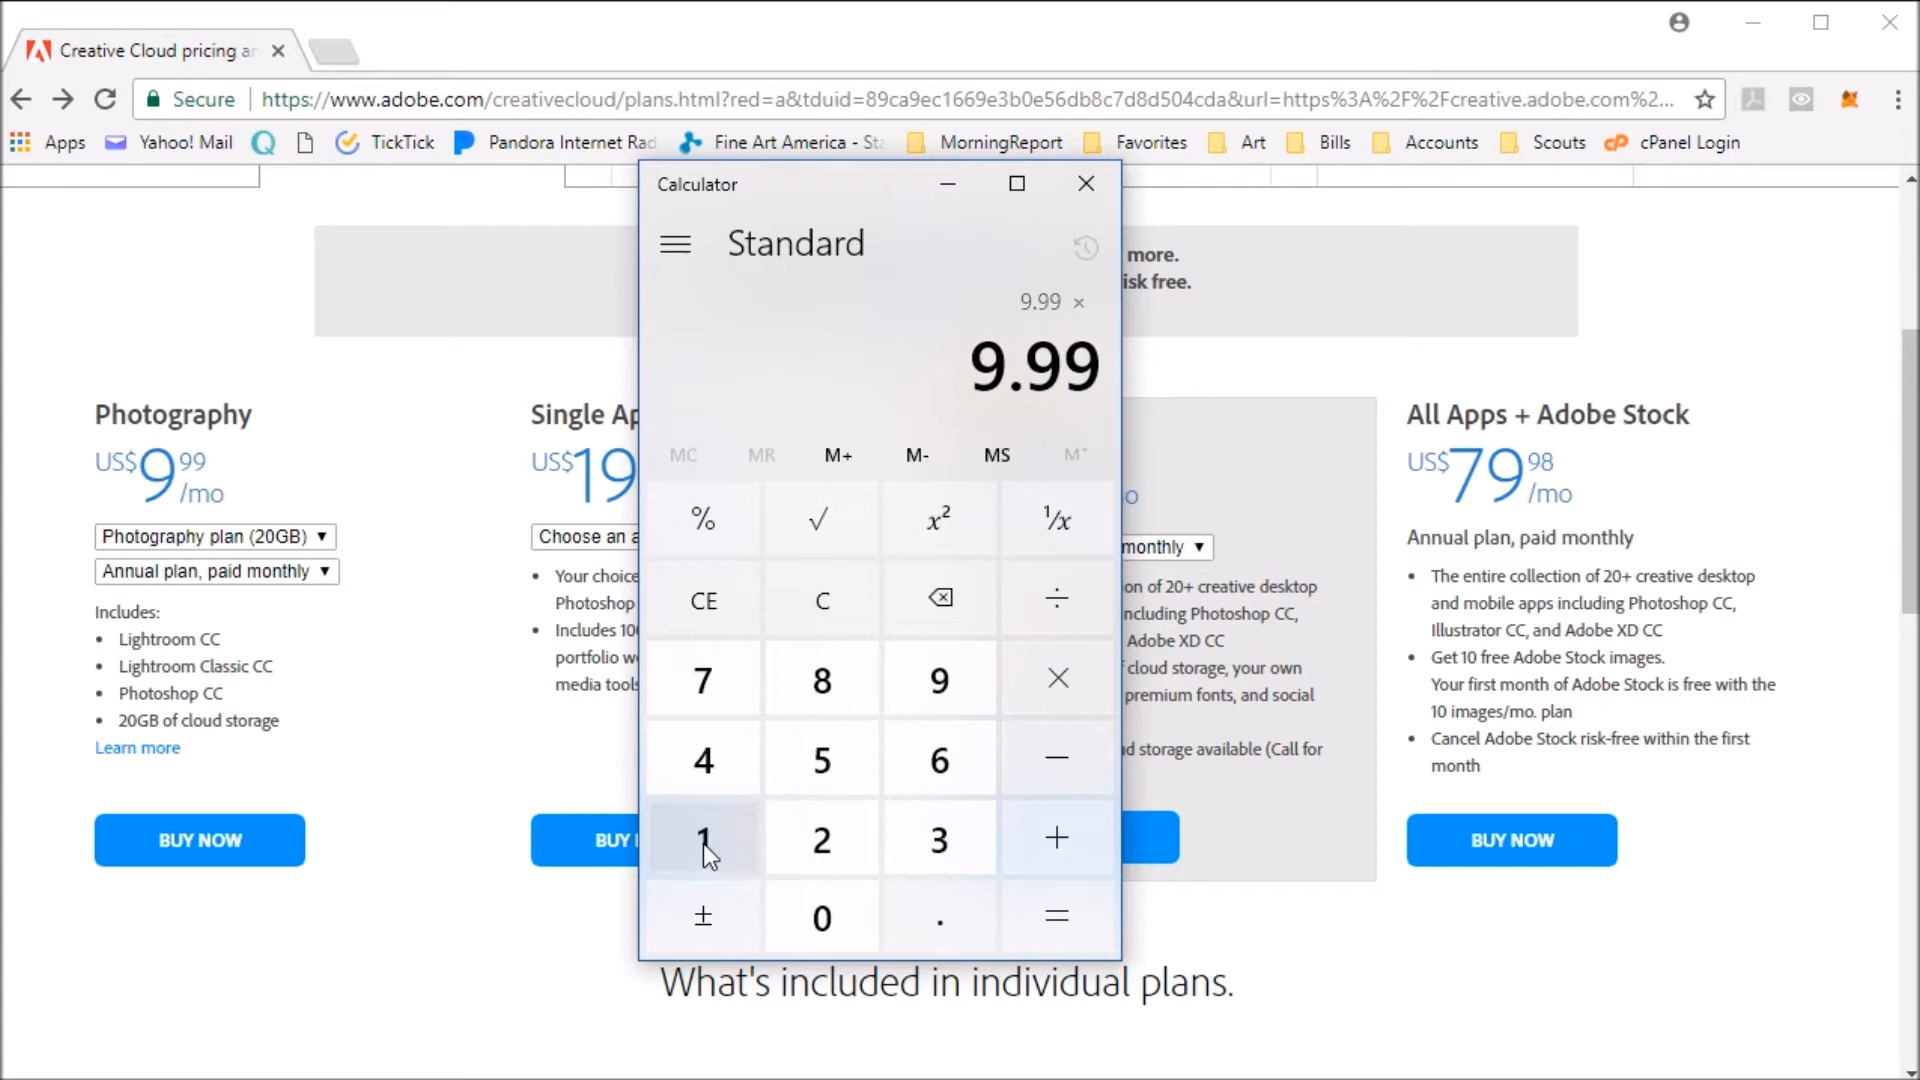 Creative Cloud pricing ar
Secure
https://www.adobe.com/creativecloud/plans.html?red=a&tduid=89ca9ec1669e3b0e56db8c7d8d504cda&url=https%3A%2F%2Fcreative.adobe.com%2...
Apps Yahoo! Mail TickTick Pandora Internet Rad Fine Art America - Sta MorningReport Favorites Art Bills Accounts Scouts cPanel Login
Calculator
Standard
9.99 ×
9.99
MC MR M+ M- MS M˅
% √ x² ¹/x
CE C ÷
7 8 9 ×
4 5 6 −
1 2 3 +
± 0 . =
more.
isk free.
Photography
US$9 99 /mo
Photography plan (20GB) ▼
Annual plan, paid monthly ▼
Includes:
• Lightroom CC
• Lightroom Classic CC
• Photoshop CC
• 20GB of cloud storage
Learn more
BUY NOW
Single Ap
US$19
Choose an a
• Your choice
Photoshop
• Includes 10
portfolio w
media tools
BUY
o
monthly ▼
on of 20+ creative desktop
ncluding Photoshop CC,
Adobe XD CC
f cloud storage, your own
premium fonts, and social
d storage available (Call for
All Apps + Adobe Stock
US$79 98 /mo
Annual plan, paid monthly
• The entire collection of 20+ creative desktop
and mobile apps including Photoshop CC,
Illustrator CC, and Adobe XD CC
• Get 10 free Adobe Stock images.
Your first month of Adobe Stock is free with the
10 images/mo. plan
• Cancel Adobe Stock risk-free within the first
month
BUY NOW
What's included in individual plans.